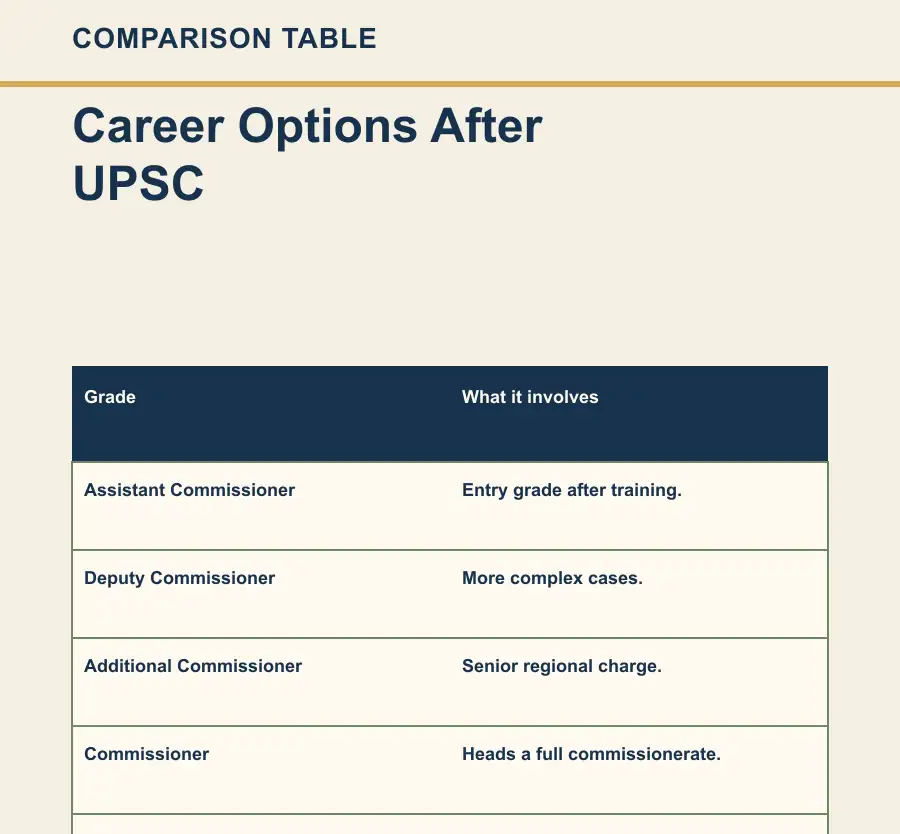 COMPARISON TABLE
Career Options After
UPSC
Grade What it involves
Assistant Commissioner Entry grade after training.
Deputy Commissioner More complex cases.
Additional Commissioner Senior regional charge.
Commissioner Heads a full commissionerate.